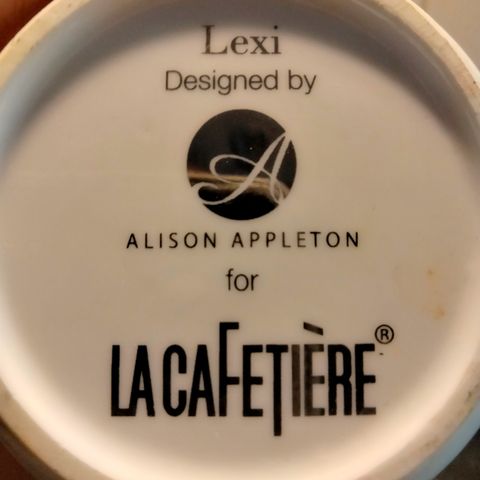 Lexi
Designed by
A
ALISON APPLETON
for
LA CAFETIÈRE®